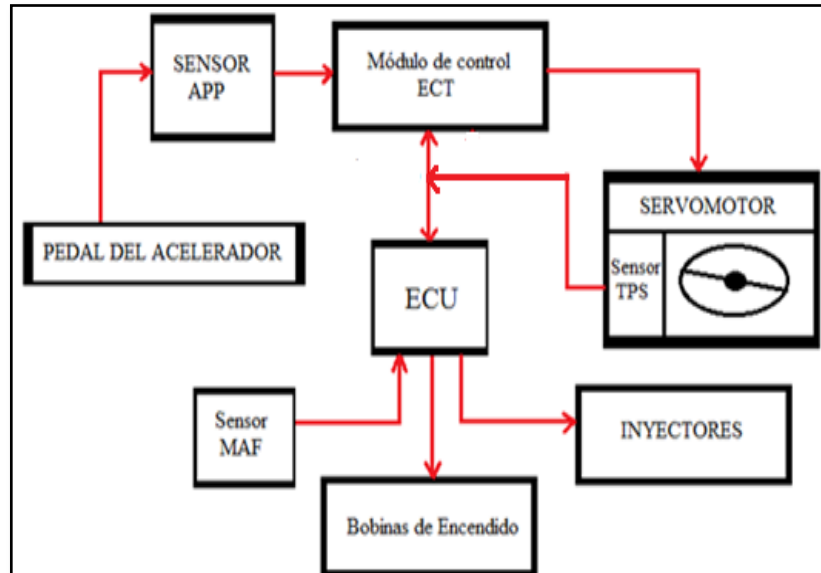 SENSOR
APP
Módulo de control
ECT
PEDAL DEL ACELERADOR
SERVOMOTOR
Sensor
TPS
ECU
Sensor
MAF
INYECTORES
Bobinas de Encendido